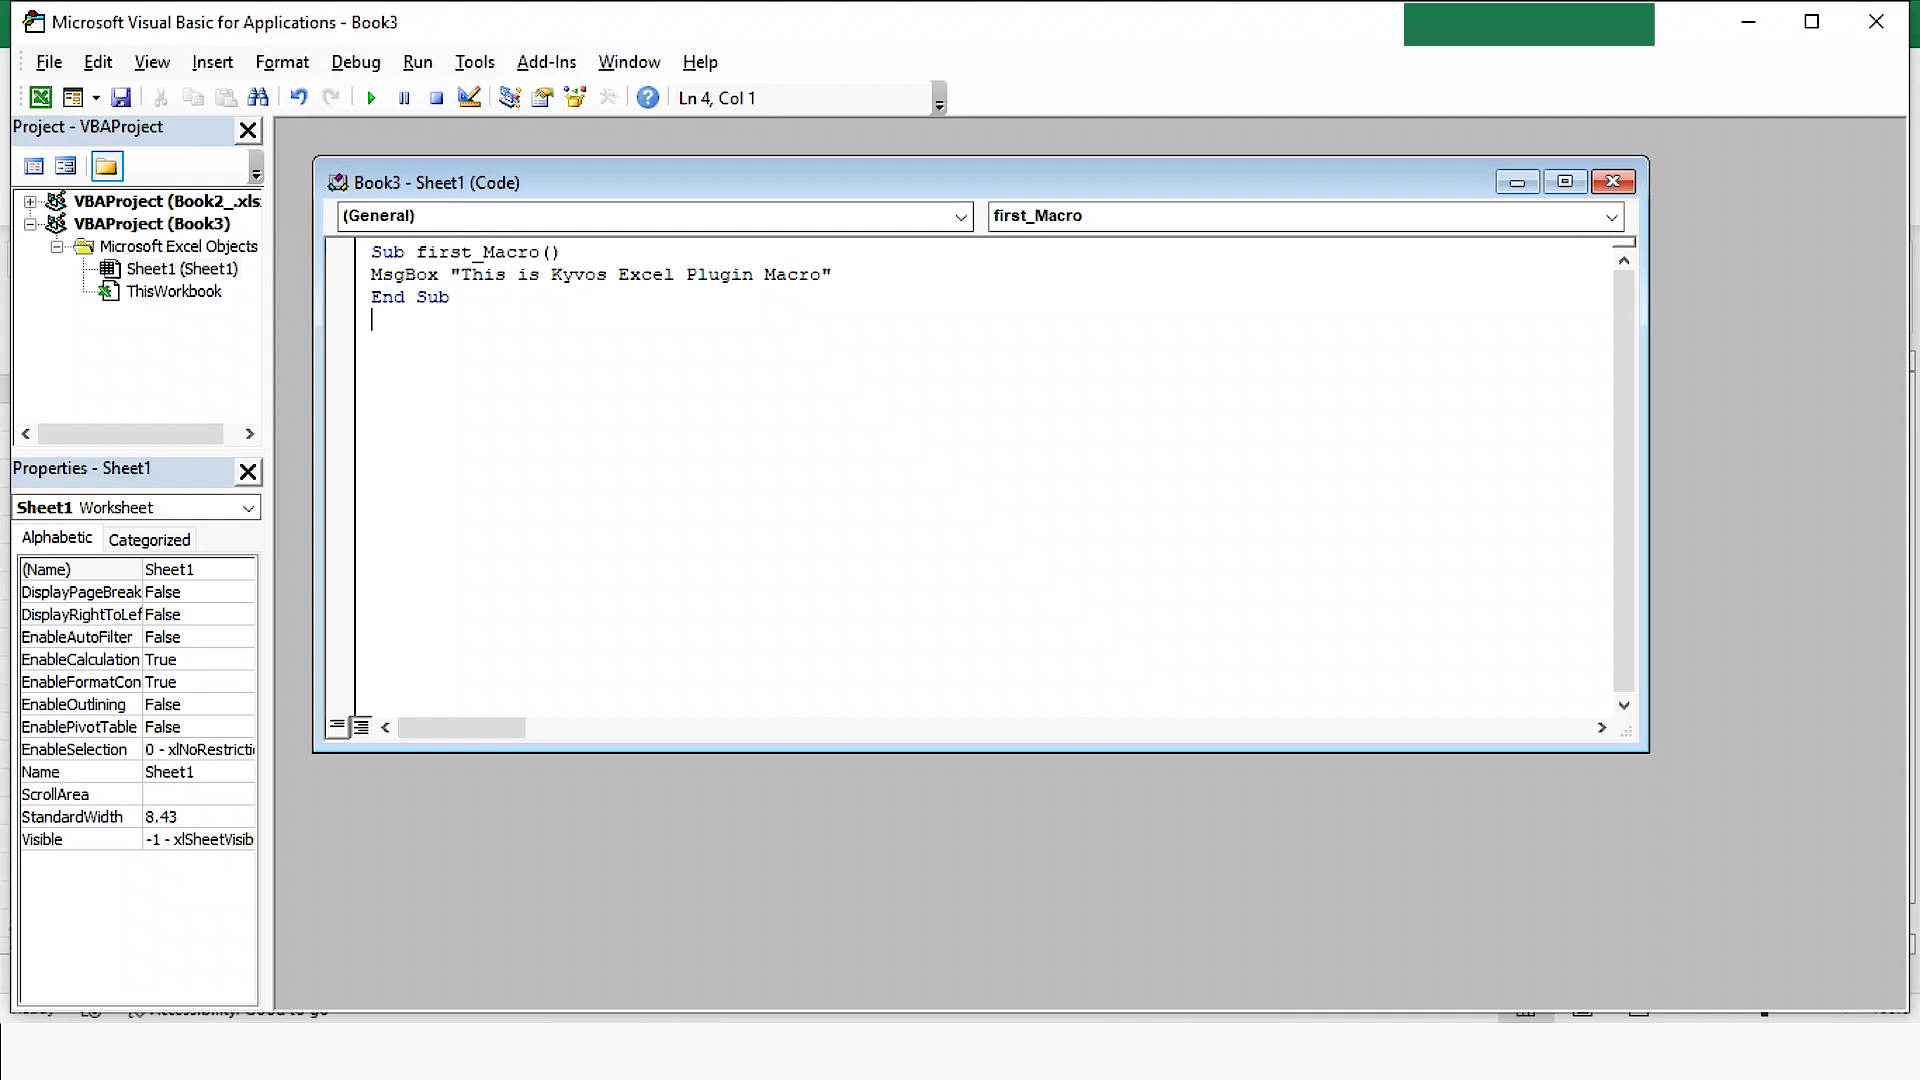 Microsoft Visual Basic for Applications - Book3
File Edit View Insert Format Debug Run Tools Add-Ins Window Help
Ln 4, Col 1
Project - VBAProject
VBAProject (Book2_.xls
VBAProject (Book3)
Microsoft Excel Objects
Sheet1 (Sheet1)
ThisWorkbook
Book3 - Sheet1 (Code)
(General) first_Macro
Sub first_Macro()
MsgBox "This is Kyvos Excel Plugin Macro"
End Sub
Properties - Sheet1
Sheet1 Worksheet
Alphabetic Categorized
(Name) Sheet1
DisplayPageBreak False
DisplayRightToLef False
EnableAutoFilter False
EnableCalculation True
EnableFormatCon True
EnableOutlining False
EnablePivotTable False
EnableSelection 0 - xlNoRestricti
Name Sheet1
ScrollArea
StandardWidth 8.43
Visible -1 - xlSheetVisib